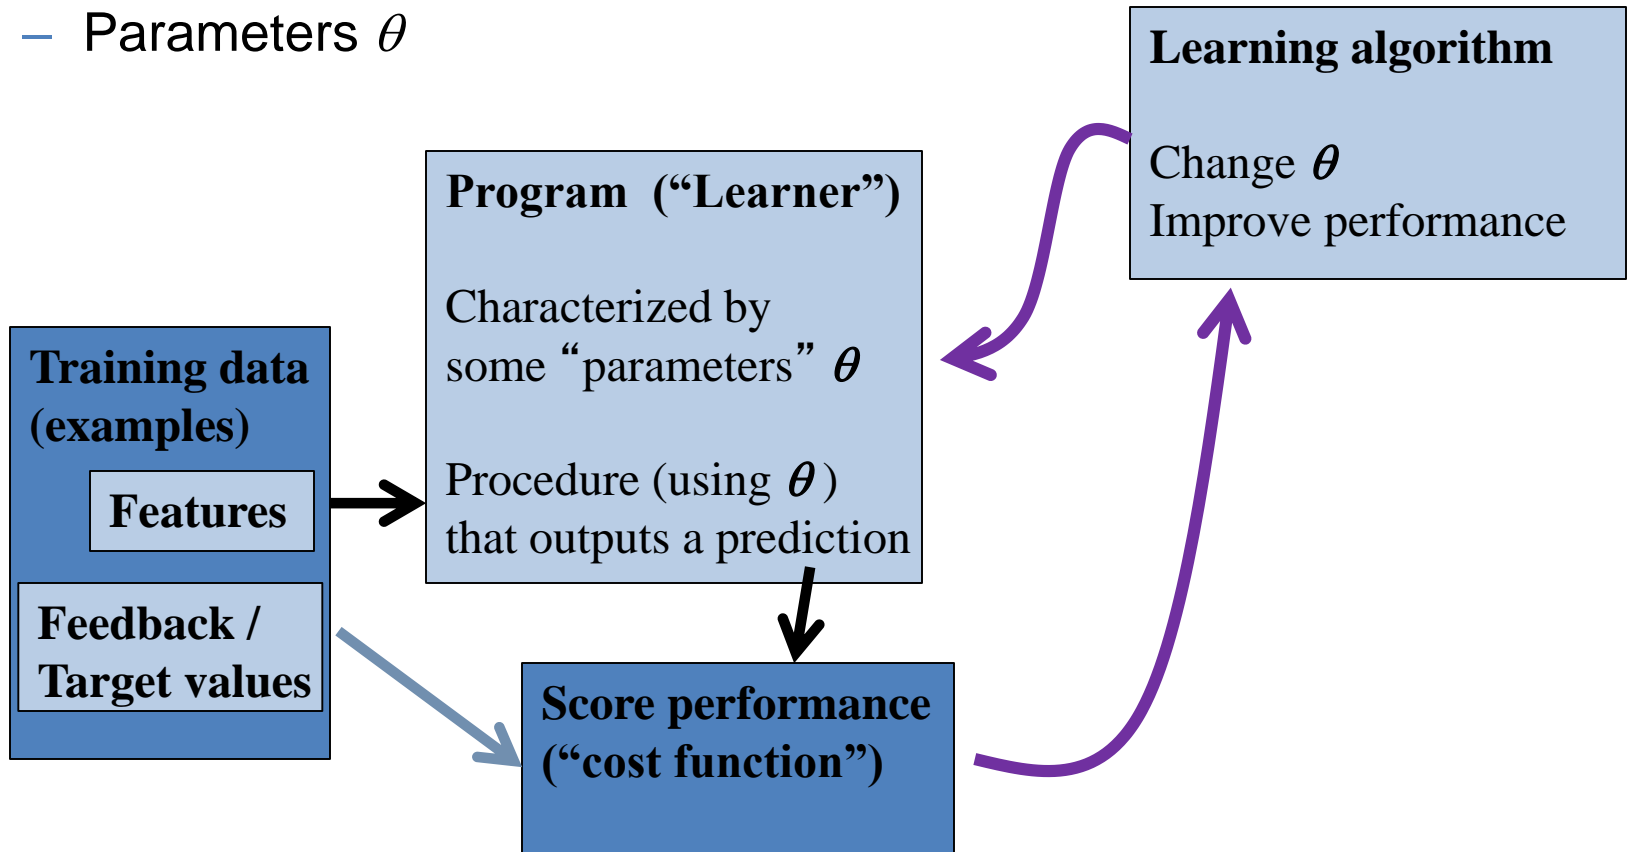 – Parameters θ
Learning algorithm
Change θ
Improve performance
Program (“Learner”)
Characterized by
some “parameters” θ
Procedure (using θ )
that outputs a prediction
Training data
(examples)
Features
Feedback /
Target values
Score performance
(“cost function”)